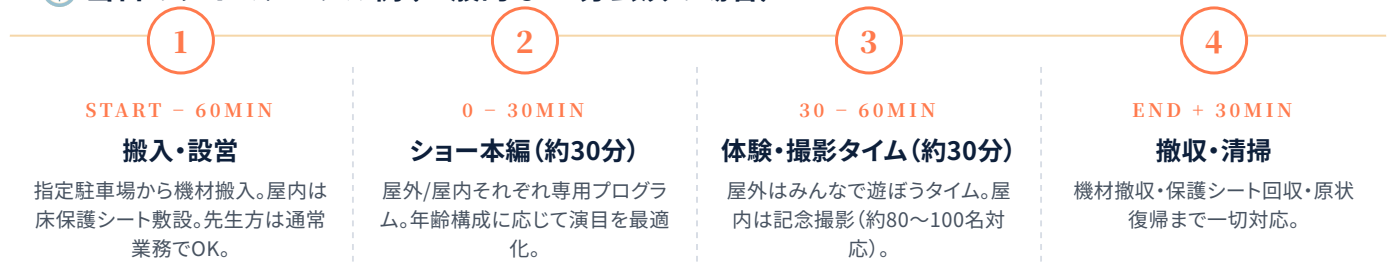 1
2
3
4
START − 60MIN
搬入・設営
指定駐車場から機材搬入。屋内は
床保護シート敷設。先生方は通常
業務でOK。
0 − 30MIN
ショー本編（約30分）
屋外/屋内それぞれ専用プログラ
ム。年齢構成に応じて演目を最適
化。
30 − 60MIN
体験・撮影タイム（約30分）
屋外はみんなで遊ぼうタイム。屋
内は記念撮影（約80〜100名対
応）。
END + 30MIN
撤収・清掃
機材撤収・保護シート回収・原状
復帰まで一切対応。